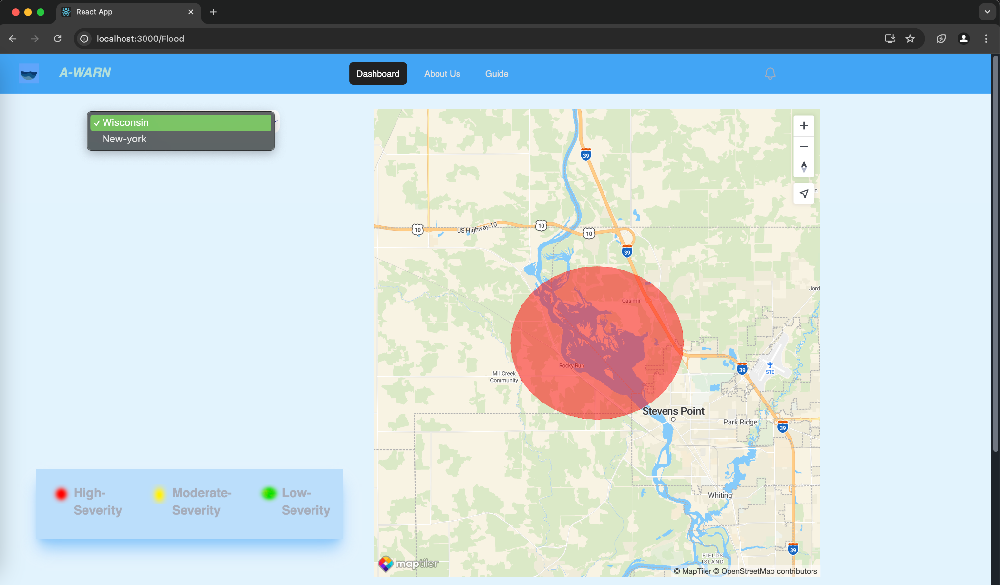 React App
localhost:3000/Flood
A-WARN
Dashboard
About Us
Guide
✓ Wisconsin
New-york
39
10
US Highway 10
10
10
39
Casimir
Jord
Rocky Run
Mill Creek
Community
39
STE
Stevens Point
Park Ridge
39
High-
Severity
Moderate-
Severity
Low-
Severity
Whiting
39
FIELDS
ISLAND
maptiler
© MapTiler © OpenStreetMap contributors